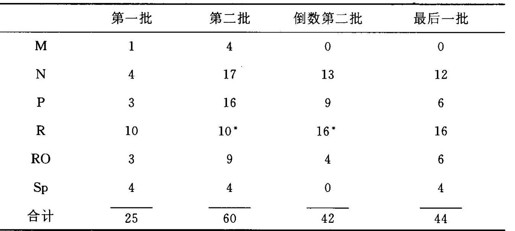 第一批 第二批 倒数第二批 最后一批
M 1 4 0 0
N 4 17 13 12
P 3 16 9 6
R 10 10* 16* 16
RO 3 9 4 6
Sp 4 4 0 4
合计 25 60 42 44